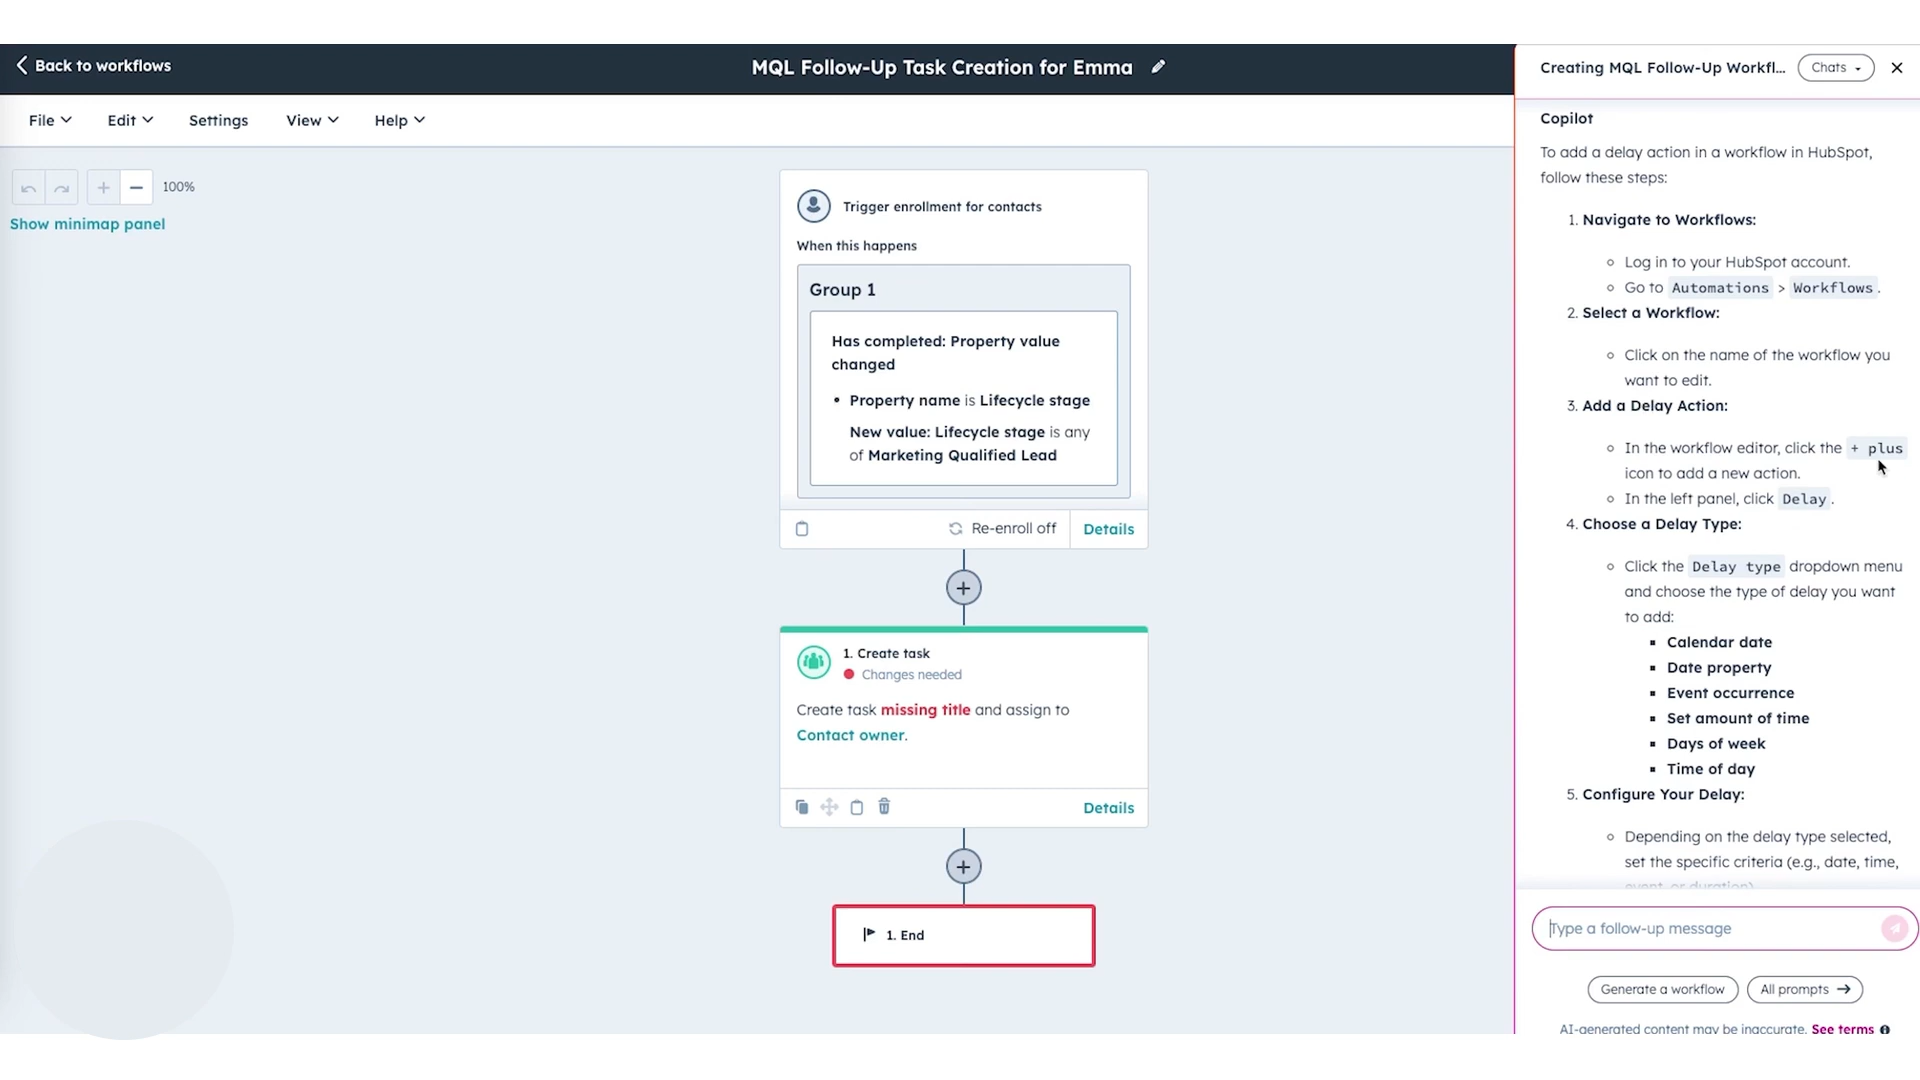 Back to workflows
MQL Follow-Up Task Creation for Emma
File
Edit
Settings
View
Help
100%
Show minimap panel
Trigger enrollment for contacts
When this happens
Group 1
Has completed: Property value
changed
• Property name is Lifecycle stage
New value: Lifecycle stage is any
of Marketing Qualified Lead
Re-enroll off
Details
1. Create task
Changes needed
Create task missing title and assign to
Contact owner.
Details
1. End
Creating MQL Follow-Up Workfl...
Chats
Copilot
To add a delay action in a workflow in HubSpot,
follow these steps:
1. Navigate to Workflows:
Log in to your HubSpot account.
Go to Automations > Workflows.
2. Select a Workflow:
Click on the name of the workflow you
want to edit.
3. Add a Delay Action:
In the workflow editor, click the + plus
icon to add a new action.
In the left panel, click Delay.
4. Choose a Delay Type:
Click the Delay type dropdown menu
and choose the type of delay you want
to add:
Calendar date
Date property
Event occurrence
Set amount of time
Days of week
Time of day
5. Configure Your Delay:
Depending on the delay type selected,
set the specific criteria (e.g., date, time,
event, or duration).
Type a follow-up message
Generate a workflow
All prompts →
AI-generated content may be inaccurate. See terms